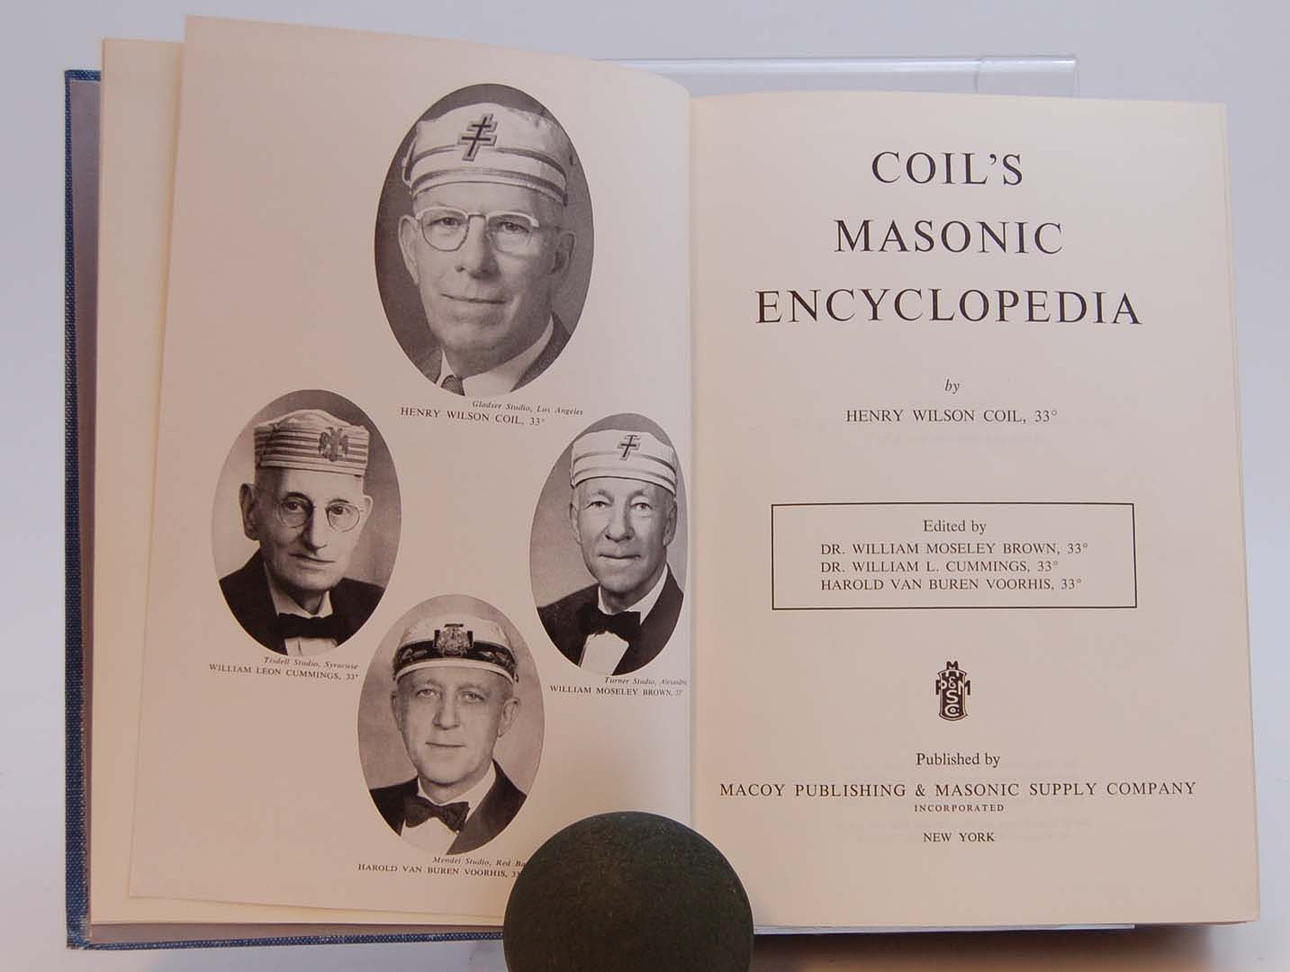 Gladser Studio, Los Angeles
HENRY WILSON COIL, 33°
Tisdell Studio, Syracuse
WILLIAM LEON CUMMINGS, 33°
Turner Studio,
WILLIAM MOSELEY BROWN, 33°
Mendel Studio, Red
HAROLD VAN BUREN VOORHIS,
COIL'S
MASONIC
ENCYCLOPEDIA
by
HENRY WILSON COIL, 33°
Edited by
DR. WILLIAM MOSELEY BROWN, 33°
DR. WILLIAM L. CUMMINGS, 33°
HAROLD VAN BUREN VOORHIS, 33°
Published by
MACOY PUBLISHING & MASONIC SUPPLY COMPANY
INCORPORATED
NEW YORK